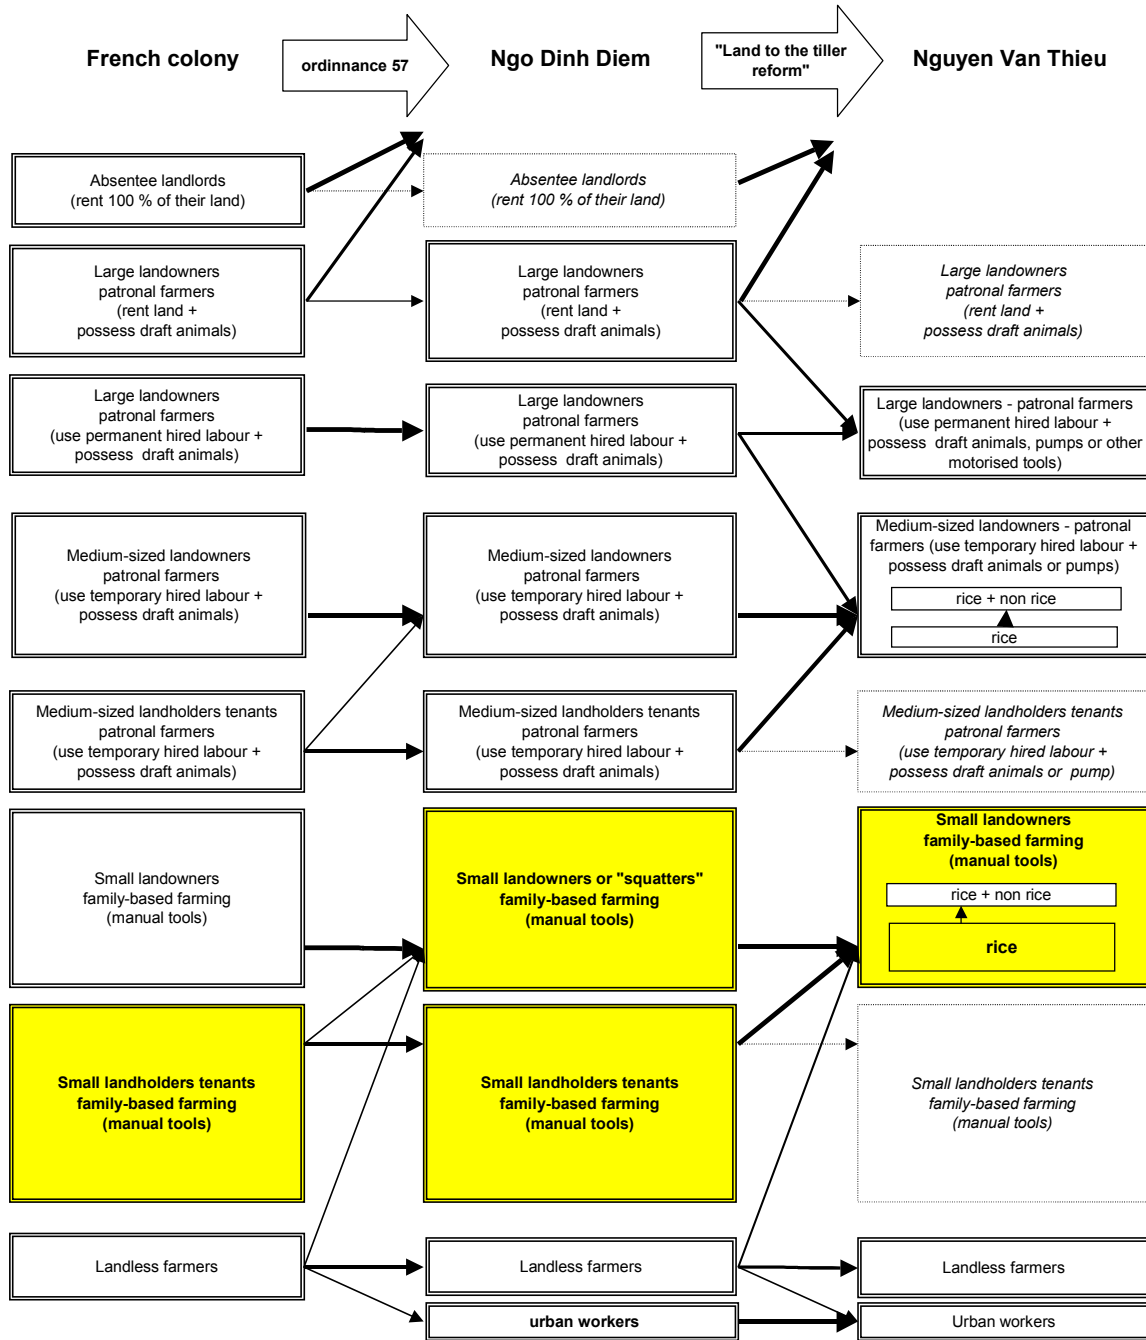 French colony
ordinnance 57
Ngo Dinh Diem
"Land to the tiller
reform"
Nguyen Van Thieu
Absentee landlords
(rent 100 % of their land)
Absentee landlords
(rent 100 % of their land)
Large landowners
patronal farmers
(rent land +
possess draft animals)
Large landowners
patronal farmers
(rent land +
possess draft animals)
Large landowners
patronal farmers
(rent land +
possess draft animals)
Large landowners
patronal farmers
(use permanent hired labour +
possess draft animals)
Large landowners
patronal farmers
(use permanent hired labour +
possess draft animals)
Large landowners - patronal farmers
(use permanent hired labour +
possess draft animals, pumps or other
motorised tools)
Medium-sized landowners
patronal farmers
(use temporary hired labour +
possess draft animals)
Medium-sized landowners
patronal farmers
(use temporary hired labour +
possess draft animals)
Medium-sized landowners - patronal
farmers (use temporary hired labour +
possess draft animals or pumps)
rice + non rice
rice
Medium-sized landholders tenants
patronal farmers
(use temporary hired labour +
possess draft animals)
Medium-sized landholders tenants
patronal farmers
(use temporary hired labour +
possess draft animals)
Medium-sized landholders tenants
patronal farmers
(use temporary hired labour +
possess draft animals or pump)
Small landowners
family-based farming
(manual tools)
Small landowners or "squatters"
family-based farming
(manual tools)
Small landowners
family-based farming
(manual tools)
rice + non rice
rice
Small landholders tenants
family-based farming
(manual tools)
Small landholders tenants
family-based farming
(manual tools)
Small landholders tenants
family-based farming
(manual tools)
Landless farmers
Landless farmers
Landless farmers
urban workers
Urban workers